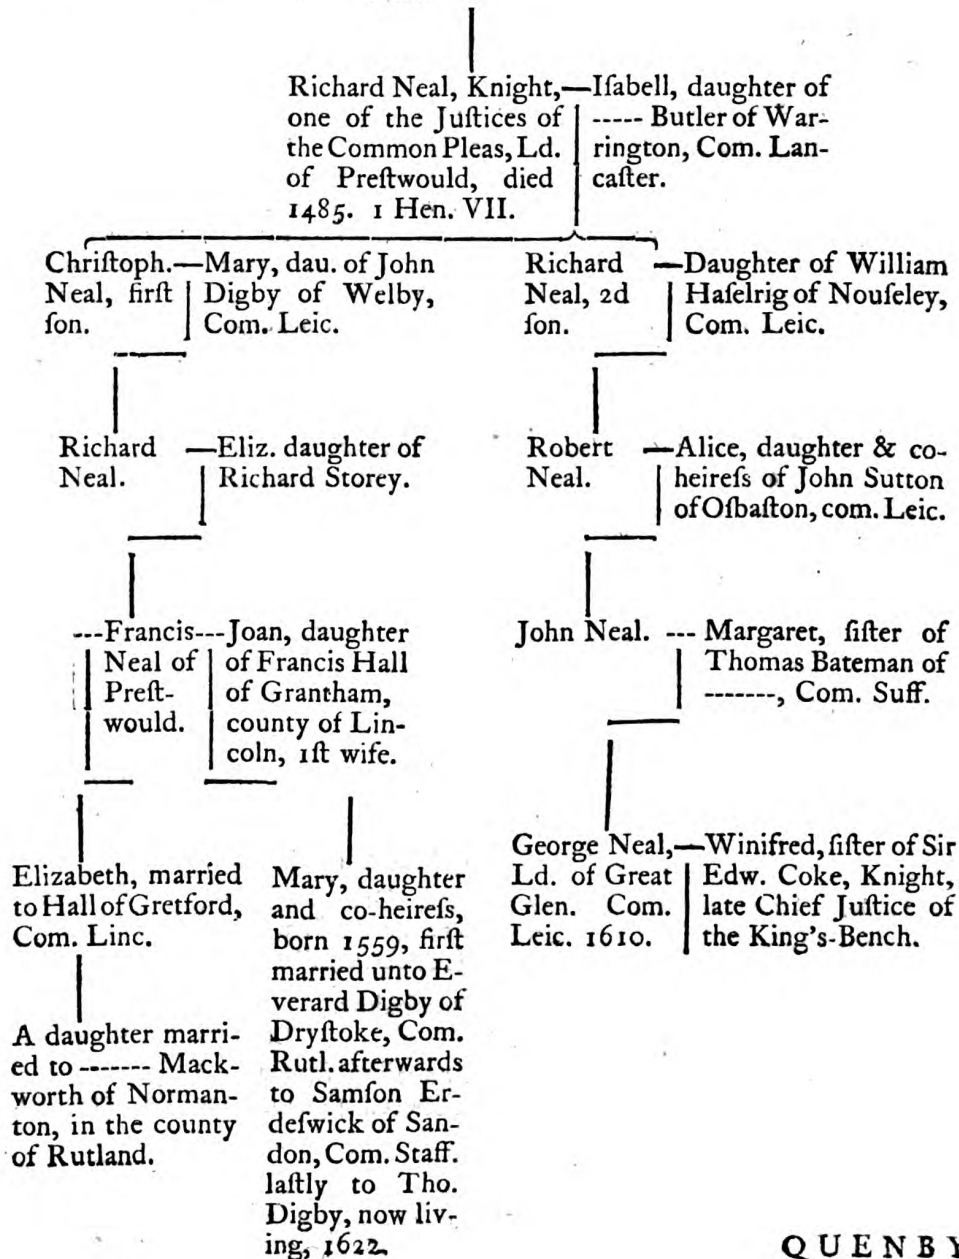 Richard Neal, Knight,—
one of the Juſtices of
the Common Pleas, Ld.
of Preſtwould, died
1485. 1 Hen. VII.
Iſabell, daughter of
----- Butler of War-
rington, Com. Lan-
caſter.
Chriſtoph.—
Neal, firſt
ſon.
Mary, dau. of John
Digby of Welby,
Com. Leic.
Richard —
Neal, 2d
ſon.
Daughter of William
Haſelrig of Nouſeley,
Com. Leic.
Richard —
Neal.
Eliz. daughter of
Richard Storey.
Robert —
Neal.
Alice, daughter & co-
heireſs of John Sutton
of Oſbaſton, com. Leic.
---Francis---
Neal of
Preſt-
would.
Joan, daughter
of Francis Hall
of Grantham,
county of Lin-
coln, 1ſt wife.
John Neal. ---
Margaret, ſiſter of
Thomas Bateman of
-------, Com. Suff.
Elizabeth, married
to Hall of Gretford,
Com. Linc.
A daughter marri-
ed to ------- Mack-
worth of Norman-
ton, in the county
of Rutland.
Mary, daughter
and co-heireſs,
born 1559, firſt
married unto E-
verard Digby of
Dryſtoke, Com.
Rutl. afterwards
to Samſon Er-
deſwick of San-
don, Com. Staff.
laſtly to Tho.
Digby, now liv-
ing, 1622.
George Neal,—
Ld. of Great
Glen. Com.
Leic. 1610.
Winifred, ſiſter of Sir
Edw. Coke, Knight,
late Chief Juſtice of
the King's-Bench.
QUENBY